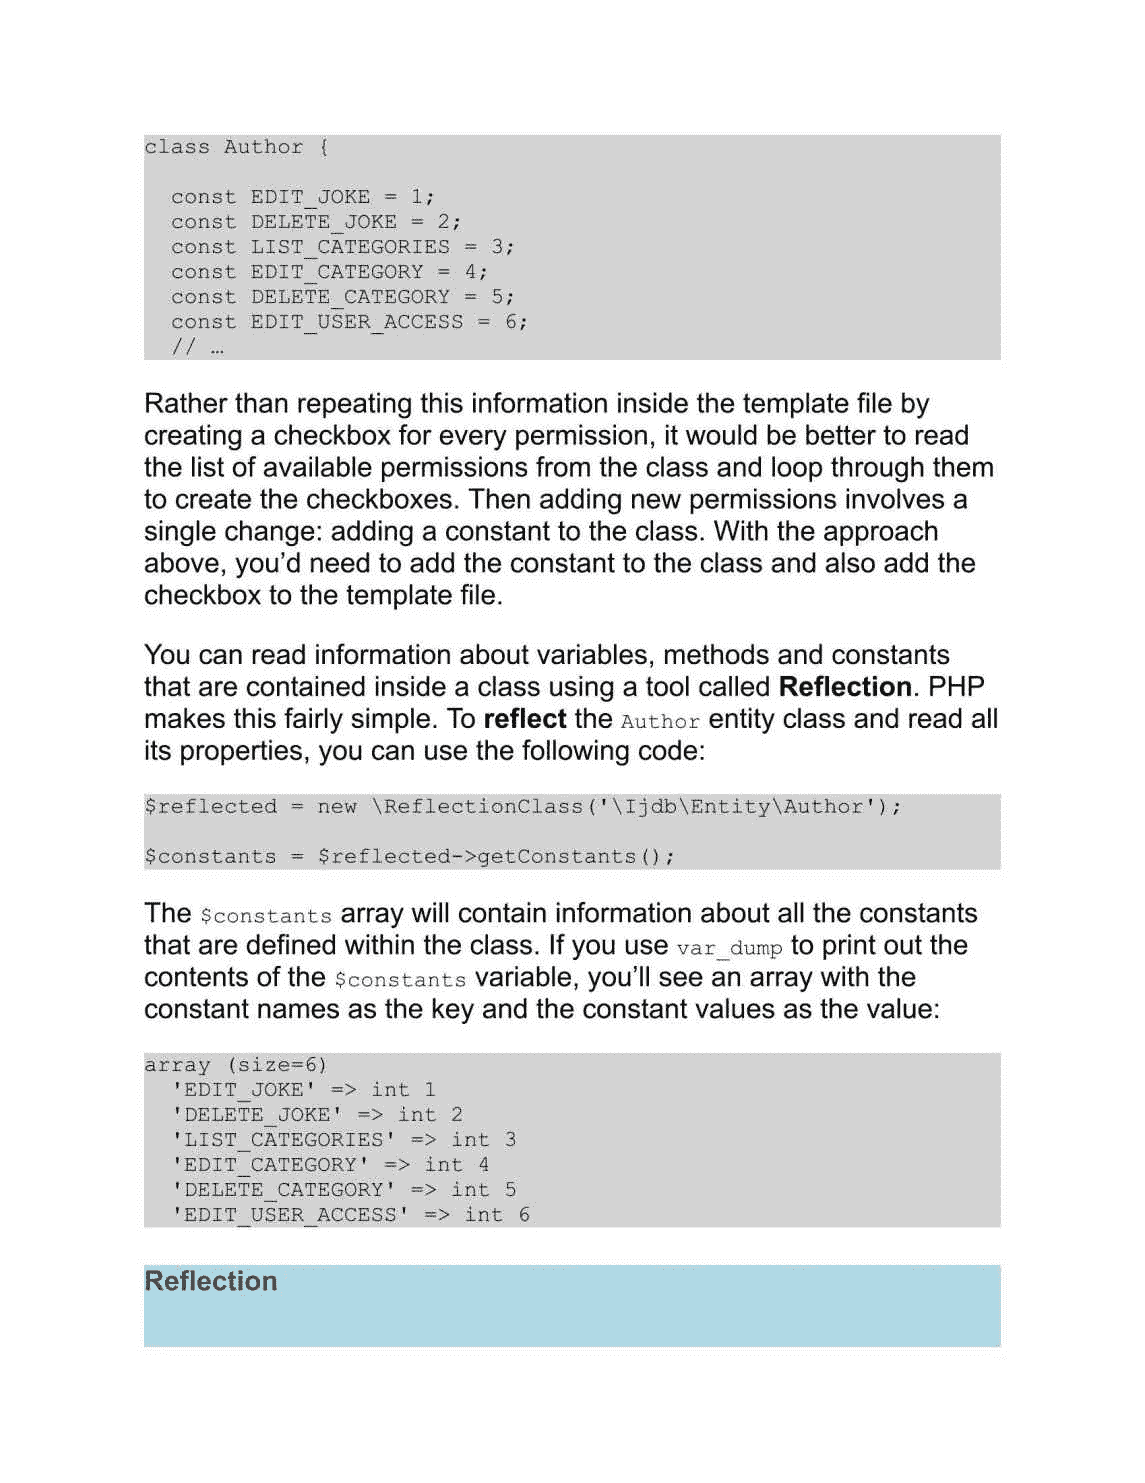 class Author {
  const EDIT_JOKE = 1;
  const DELETE_JOKE = 2;
  const LIST_CATEGORIES = 3;
  const EDIT_CATEGORY = 4;
  const DELETE_CATEGORY = 5;
  const EDIT_USER_ACCESS = 6;
  // …
Rather than repeating this information inside the template file by
creating a checkbox for every permission, it would be better to read
the list of available permissions from the class and loop through them
to create the checkboxes. Then adding new permissions involves a
single change: adding a constant to the class. With the approach
above, you’d need to add the constant to the class and also add the
checkbox to the template file.
You can read information about variables, methods and constants
that are contained inside a class using a tool called Reflection. PHP
makes this fairly simple. To reflect the Author entity class and read all
its properties, you can use the following code:
$reflected = new \ReflectionClass('\Ijdb\Entity\Author');
$constants = $reflected->getConstants();
The $constants array will contain information about all the constants
that are defined within the class. If you use var_dump to print out the
contents of the $constants variable, you’ll see an array with the
constant names as the key and the constant values as the value:
array (size=6)
  'EDIT_JOKE' => int 1
  'DELETE_JOKE' => int 2
  'LIST_CATEGORIES' => int 3
  'EDIT_CATEGORY' => int 4
  'DELETE_CATEGORY' => int 5
  'EDIT_USER_ACCESS' => int 6
Reflection